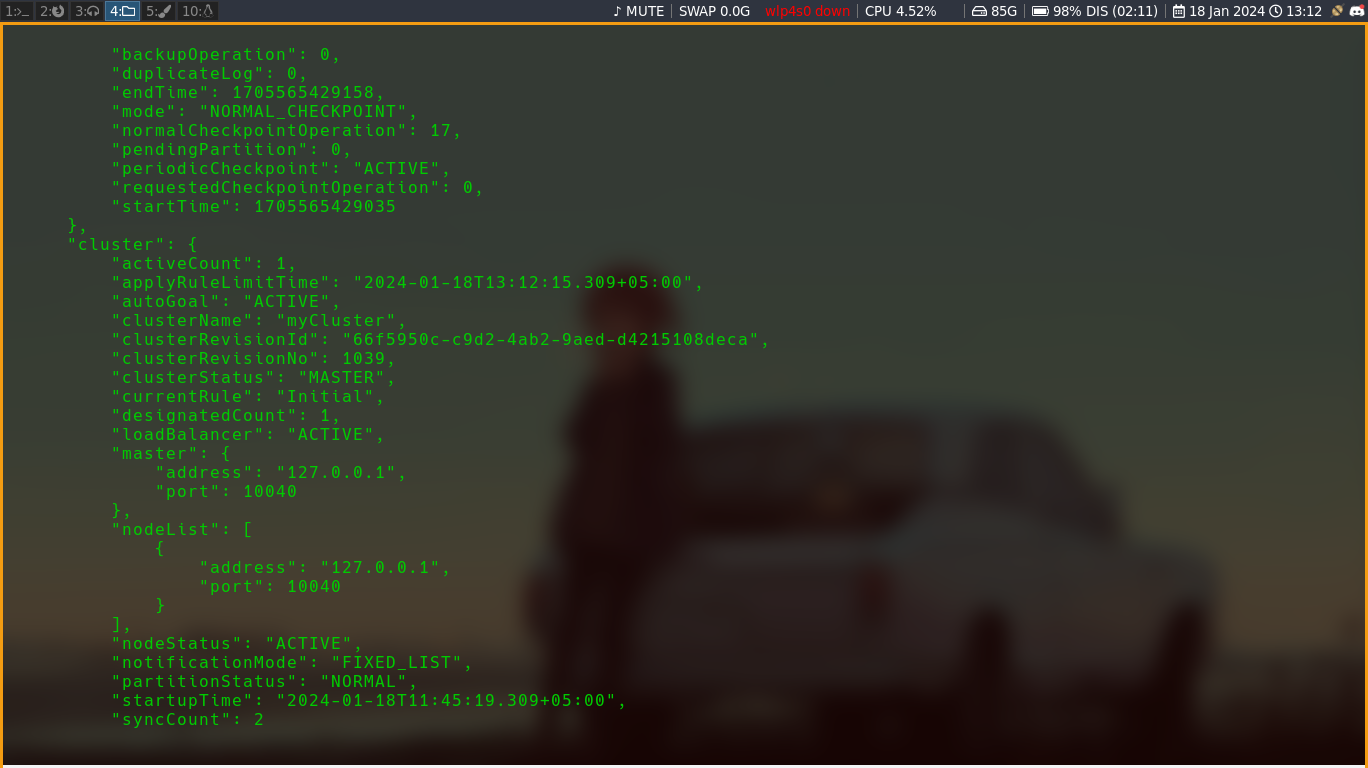 1:>_ 2: 3: 4: 5: 10: ♪ MUTE SWAP 0.0G wlp4s0 down CPU 4.52% 85G 98% DIS (02:11) 18 Jan 2024 13:12
"backupOperation": 0,
"duplicateLog": 0,
"endTime": 1705565429158,
"mode": "NORMAL_CHECKPOINT",
"normalCheckpointOperation": 17,
"pendingPartition": 0,
"periodicCheckpoint": "ACTIVE",
"requestedCheckpointOperation": 0,
"startTime": 1705565429035
},
"cluster": {
"activeCount": 1,
"applyRuleLimitTime": "2024-01-18T13:12:15.309+05:00",
"autoGoal": "ACTIVE",
"clusterName": "myCluster",
"clusterRevisionId": "66f5950c-c9d2-4ab2-9aed-d4215108deca",
"clusterRevisionNo": 1039,
"clusterStatus": "MASTER",
"currentRule": "Initial",
"designatedCount": 1,
"loadBalancer": "ACTIVE",
"master": {
"address": "127.0.0.1",
"port": 10040
},
"nodeList": [
{
"address": "127.0.0.1",
"port": 10040
}
],
"nodeStatus": "ACTIVE",
"notificationMode": "FIXED_LIST",
"partitionStatus": "NORMAL",
"startupTime": "2024-01-18T11:45:19.309+05:00",
"syncCount": 2